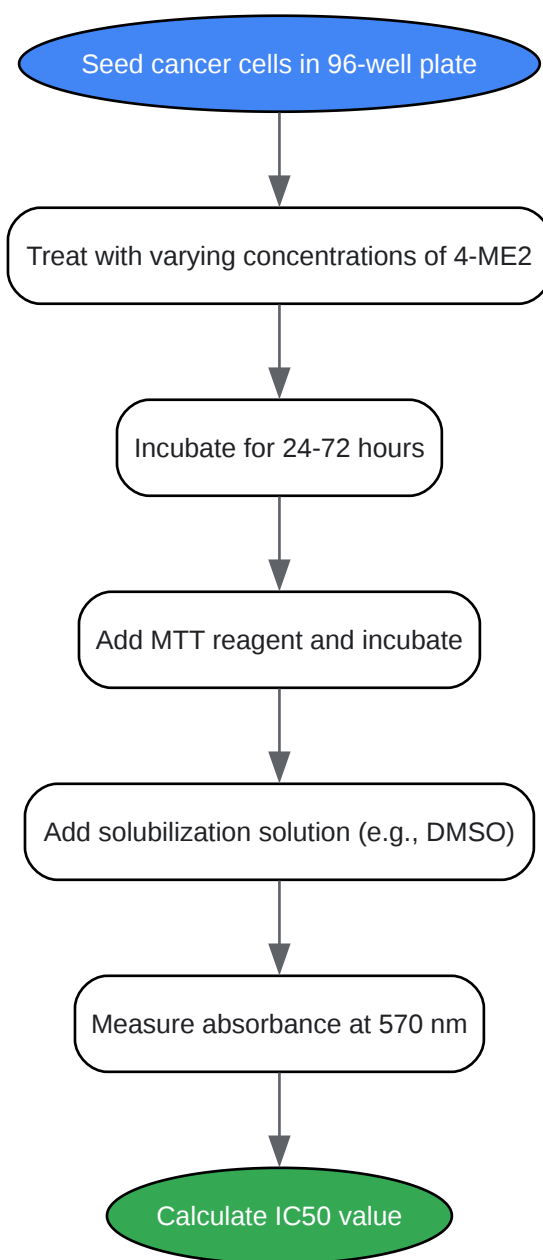 Seed cancer cells in 96-well plate
Treat with varying concentrations of 4-ME2
Incubate for 24-72 hours
Add MTT reagent and incubate
Add solubilization solution (e.g., DMSO)
Measure absorbance at 570 nm
Calculate IC50 value